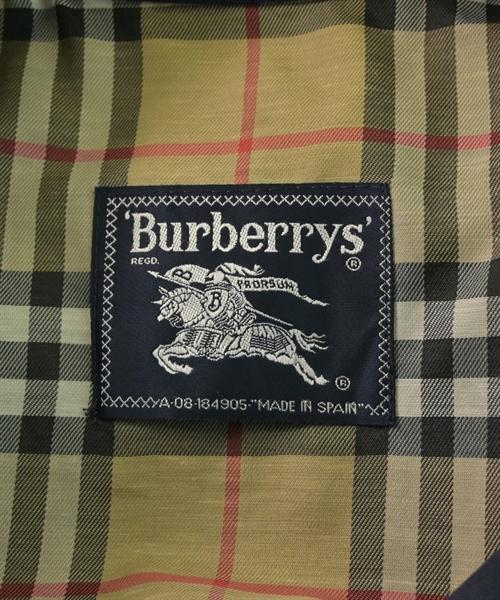 'Burberrys'
REGD. ®
B PRORSUM
B
®
A-08-184905-"MADE IN SPAIN"